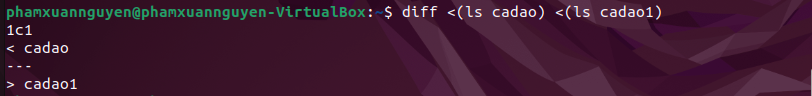 phamxuannguyen@phamxuannguyen-VirtualBox:~$ diff <(ls cadao) <(ls cadao1)
1c1
< cadao
---
> cadao1